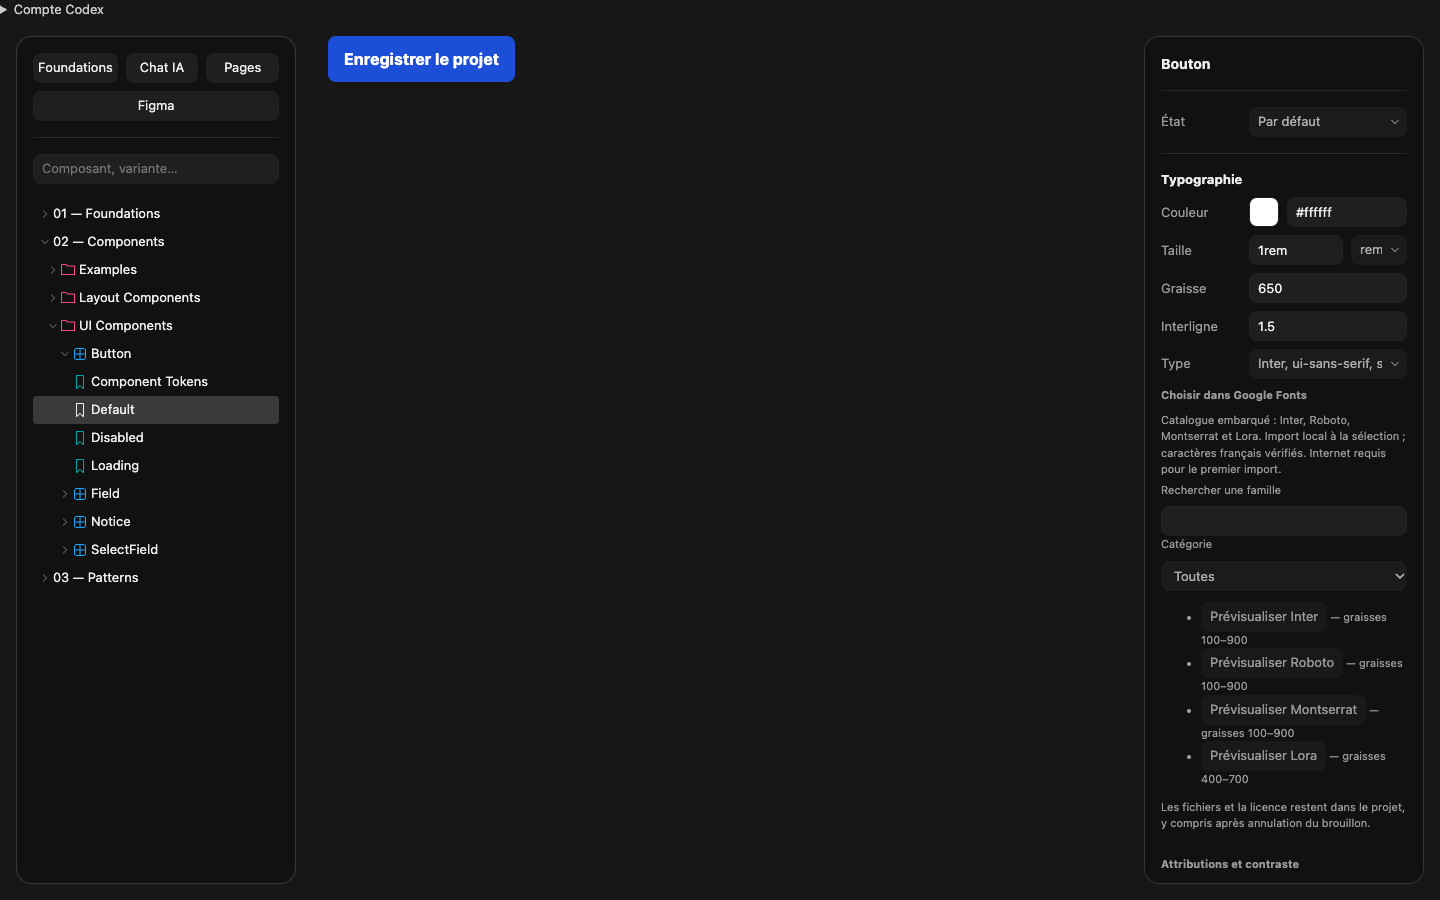 Compte Codex
Foundations
Chat IA
Pages
Figma
Composant, variante...
01 — Foundations
02 — Components
Examples
Layout Components
UI Components
Button
Component Tokens
Default
Disabled
Loading
Field
Notice
SelectField
03 — Patterns
Enregistrer le projet
Bouton
État
Par défaut
Typographie
Couleur
#ffffff
Taille
1rem
rem
Graisse
650
Interligne
1.5
Type
Inter, ui-sans-serif, s
Choisir dans Google Fonts
Catalogue embarqué : Inter, Roboto,
Montserrat et Lora. Import local à la sélection ;
caractères français vérifiés. Internet requis
pour le premier import.
Rechercher une famille
Catégorie
Toutes
Prévisualiser Inter — graisses
100–900
Prévisualiser Roboto — graisses
100–900
Prévisualiser Montserrat —
graisses 100–900
Prévisualiser Lora — graisses
400–700
Les fichiers et la licence restent dans le projet,
y compris après annulation du brouillon.
Attributions et contraste